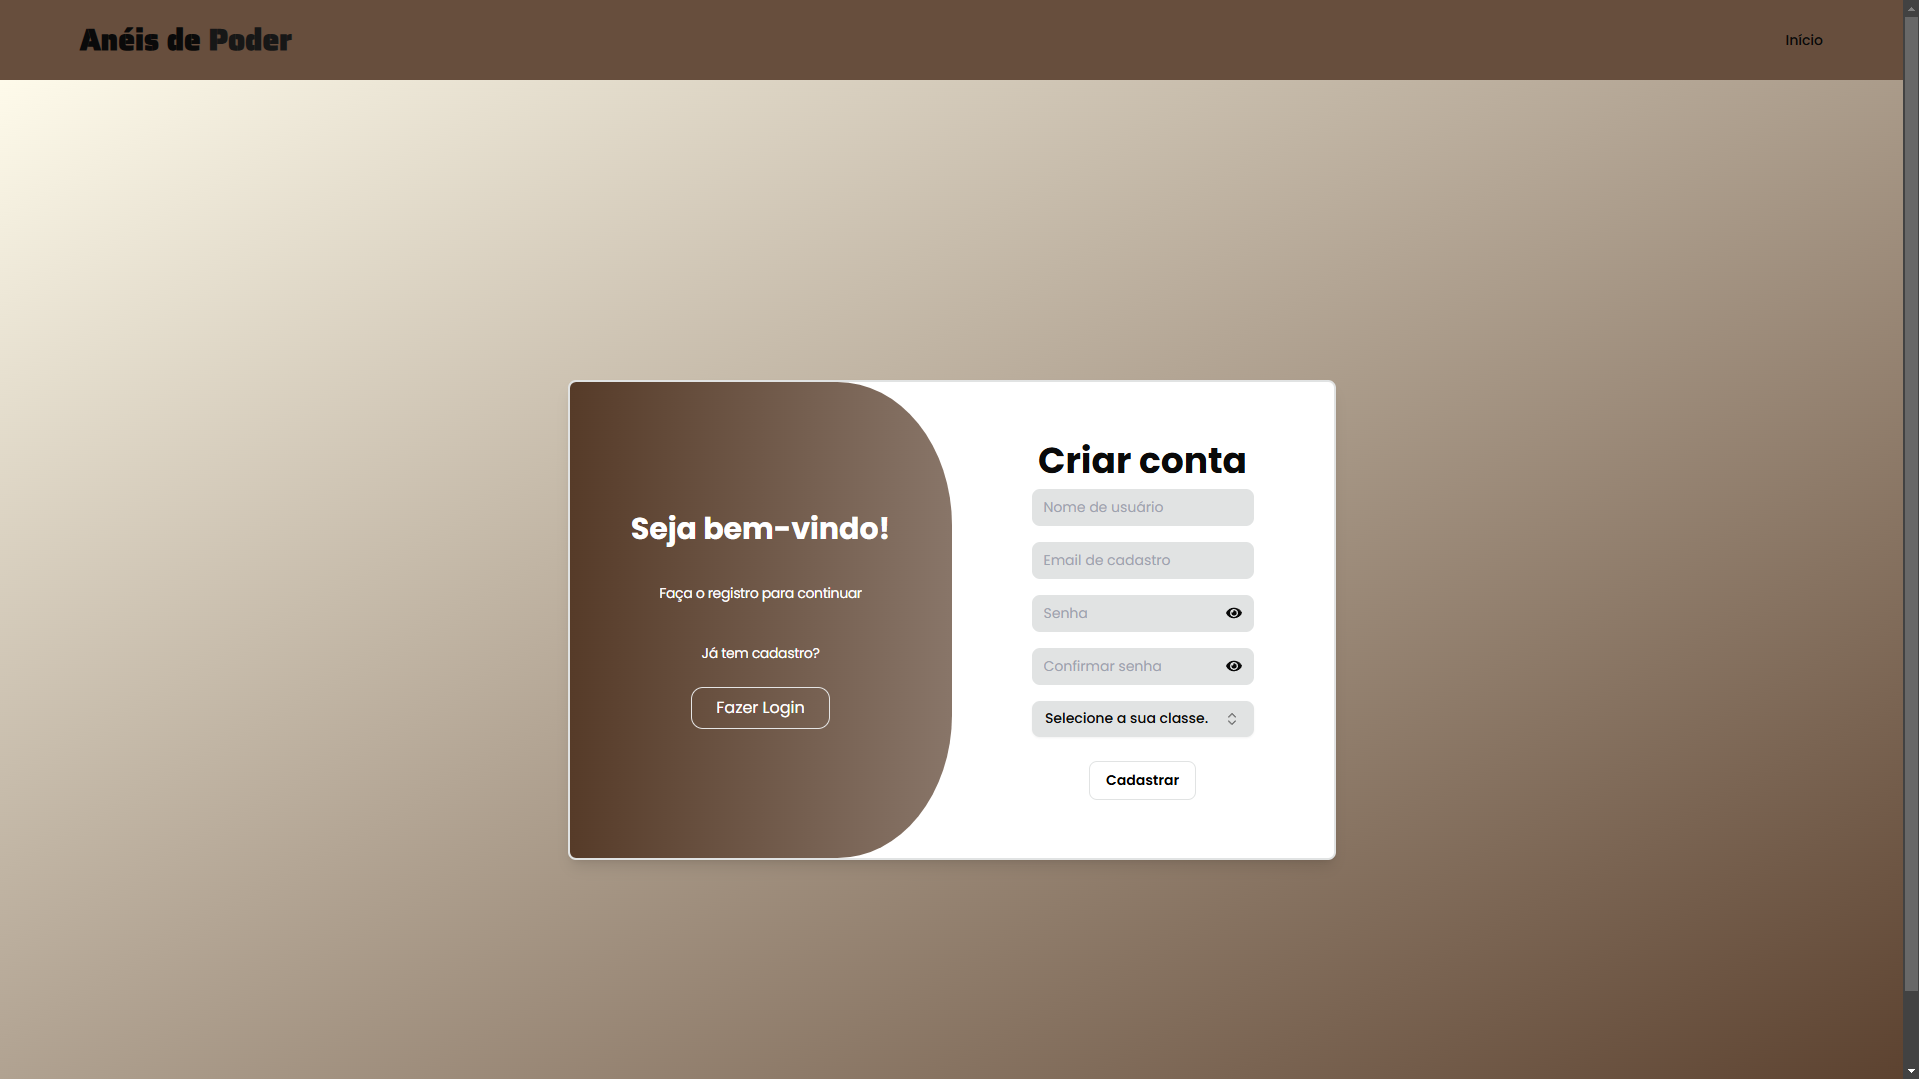 Anéis de Poder
Início
Seja bem-vindo!
Faça o registro para continuar
Já tem cadastro?
Fazer Login
Criar conta
Nome de usuário
Email de cadastro
Senha
Confirmar senha
Selecione a sua classe.
Cadastrar